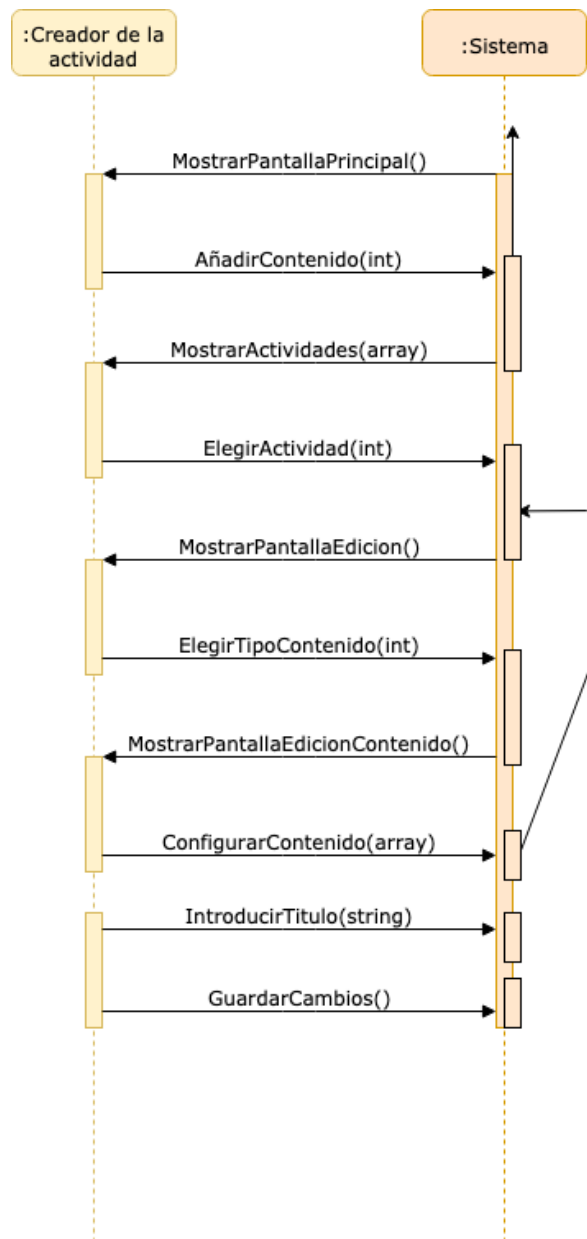 :Creador de la
actividad
:Sistema
MostrarPantallaPrincipal()
AñadirContenido(int)
MostrarActividades(array)
ElegirActividad(int)
MostrarPantallaEdicion()
ElegirTipoContenido(int)
MostrarPantallaEdicionContenido()
ConfigurarContenido(array)
IntroducirTitulo(string)
GuardarCambios()